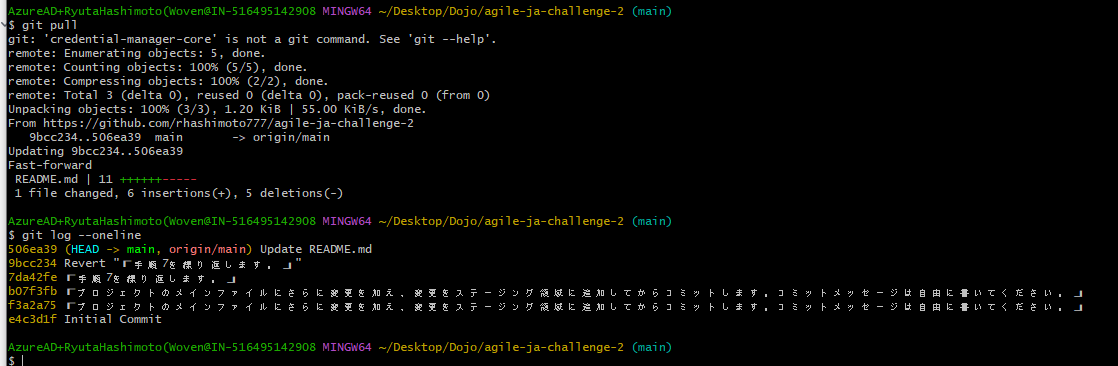 AzureAD+RyutaHashimoto(Woven@IN-516495142908 MINGW64 ~/Desktop/Dojo/agile-ja-challenge-2 (main)
$ git pull
git: 'credential-manager-core' is not a git command. See 'git --help'.
remote: Enumerating objects: 5, done.
remote: Counting objects: 100% (5/5), done.
remote: Compressing objects: 100% (2/2), done.
remote: Total 3 (delta 0), reused 0 (delta 0), pack-reused 0 (from 0)
Unpacking objects: 100% (3/3), 1.20 KiB | 55.00 KiB/s, done.
From https://github.com/rhashimoto777/agile-ja-challenge-2
   9bcc234..506ea39  main       -> origin/main
Updating 9bcc234..506ea39
Fast-forward
 README.md | 11 ++++++-----
 1 file changed, 6 insertions(+), 5 deletions(-)
AzureAD+RyutaHashimoto(Woven@IN-516495142908 MINGW64 ~/Desktop/Dojo/agile-ja-challenge-2 (main)
$ git log --oneline
506ea39 (HEAD -> main, origin/main) Update README.md
9bcc234 Revert "『手順 7を繰り返します。』"
7da42fe 『手順 7を繰り返します。』
b07f3fb 『プロジェクトのメインファイルにさらに変更を加え、変更をステージング領域に追加してからコミットします。コミットメッセージは自由に書いてください。』
f3a2a75 『プロジェクトのメインファイルにさらに変更を加え、変更をステージング領域に追加してからコミットします。コミットメッセージは自由に書いてください。』
e4c3d1f Initial Commit
AzureAD+RyutaHashimoto(Woven@IN-516495142908 MINGW64 ~/Desktop/Dojo/agile-ja-challenge-2 (main)
$